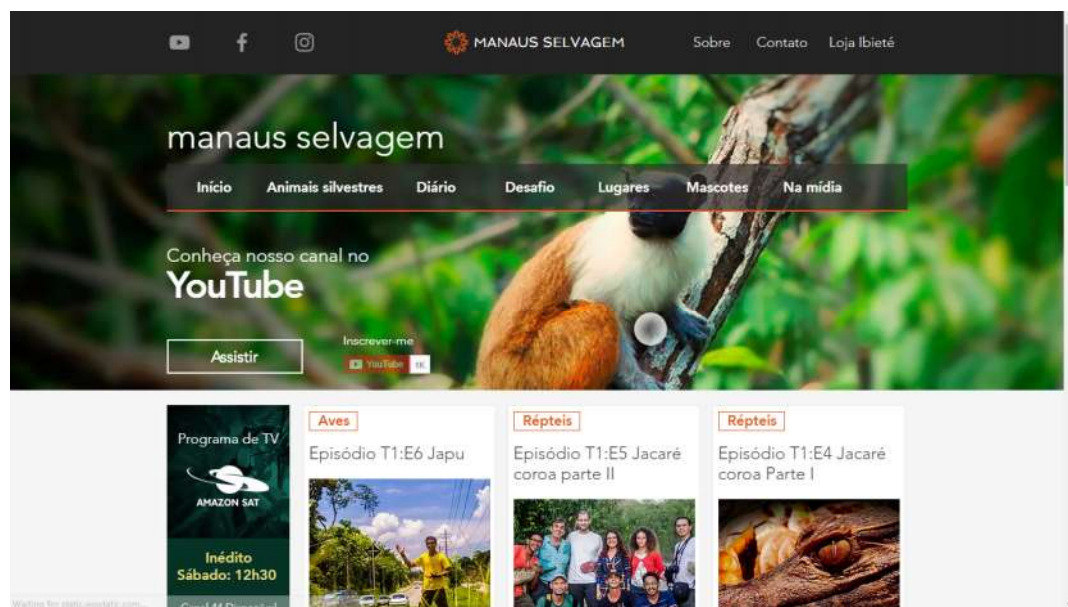 MANAUS SELVAGEM
Sobre Contato Loja Ibieté
manaus selvagem
Início Animais silvestres Diário Desafio Lugares Mascotes Na mídia
Conheça nosso canal no
YouTube
Assistir
Inscrever-me
YouTube 1K
Programa de TV
AMAZON SAT
Inédito
Sábado: 12h30
Aves
Episódio T1:E6 Japu
Répteis
Episódio T1:E5 Jacaré
coroa parte II
Répteis
Episódio T1:E4 Jacaré
coroa Parte I